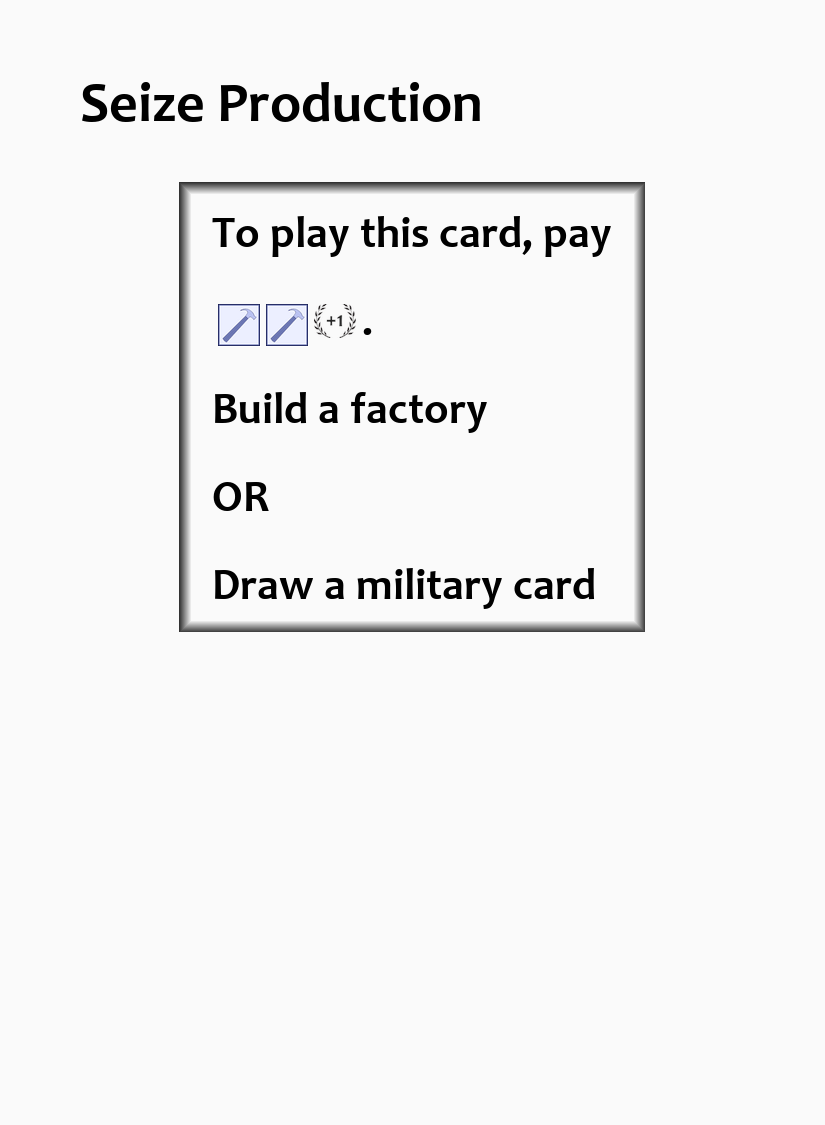 Seize Production
To play this card, pay
+1.
Build a factory
OR
Draw a military card